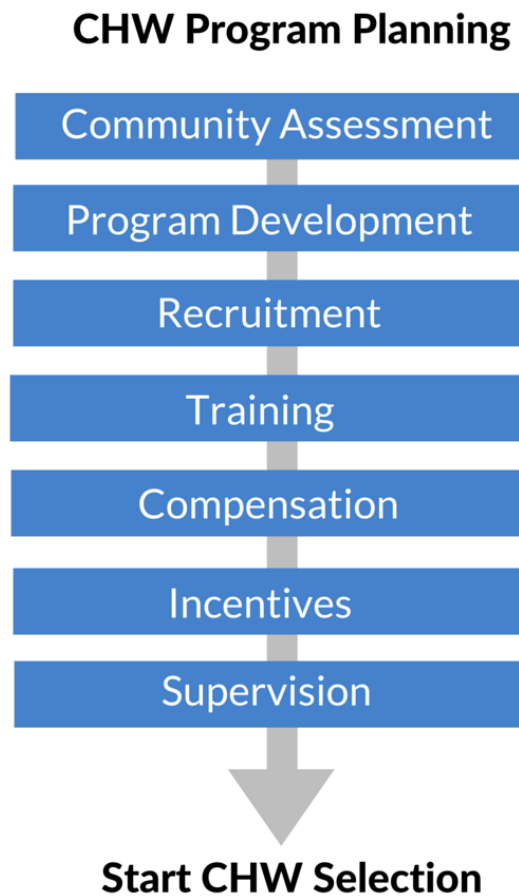 CHW Program Planning
Community Assessment
Program Development
Recruitment
Training
Compensation
Incentives
Supervision
Start CHW Selection